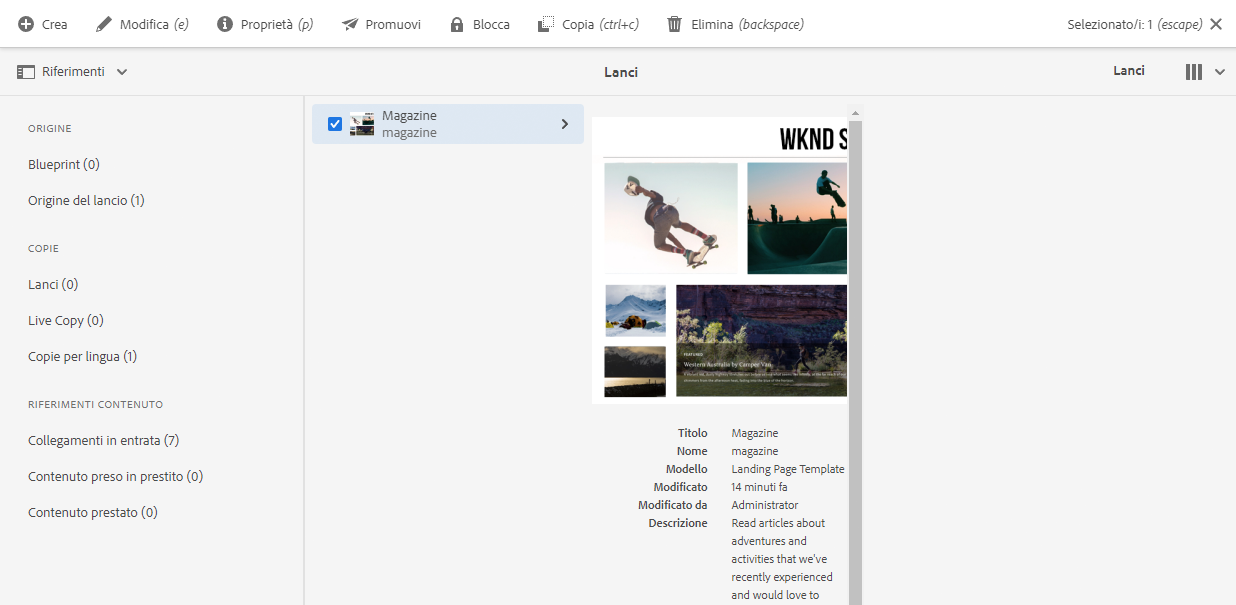 Crea Modifica (e) Proprietà (p) Promuovi Blocca Copia (ctrl+c) Elimina (backspace) Selezionato/i: 1 (escape)
Riferimenti Lanci Lanci
ORIGINE
Blueprint (0)
Origine del lancio (1)
COPIE
Lanci (0)
Live Copy (0)
Copie per lingua (1)
RIFERIMENTI CONTENUTO
Collegamenti in entrata (7)
Contenuto preso in prestito (0)
Contenuto prestato (0)
Magazine
magazine
WKND S
FEATURED
Western Australia by Camper Van
Titolo Magazine
Nome magazine
Modello Landing Page Template
Modificato 14 minuti fa
Modificato da Administrator
Descrizione Read articles about
adventures and
activities that we've
recently experienced
and would love to